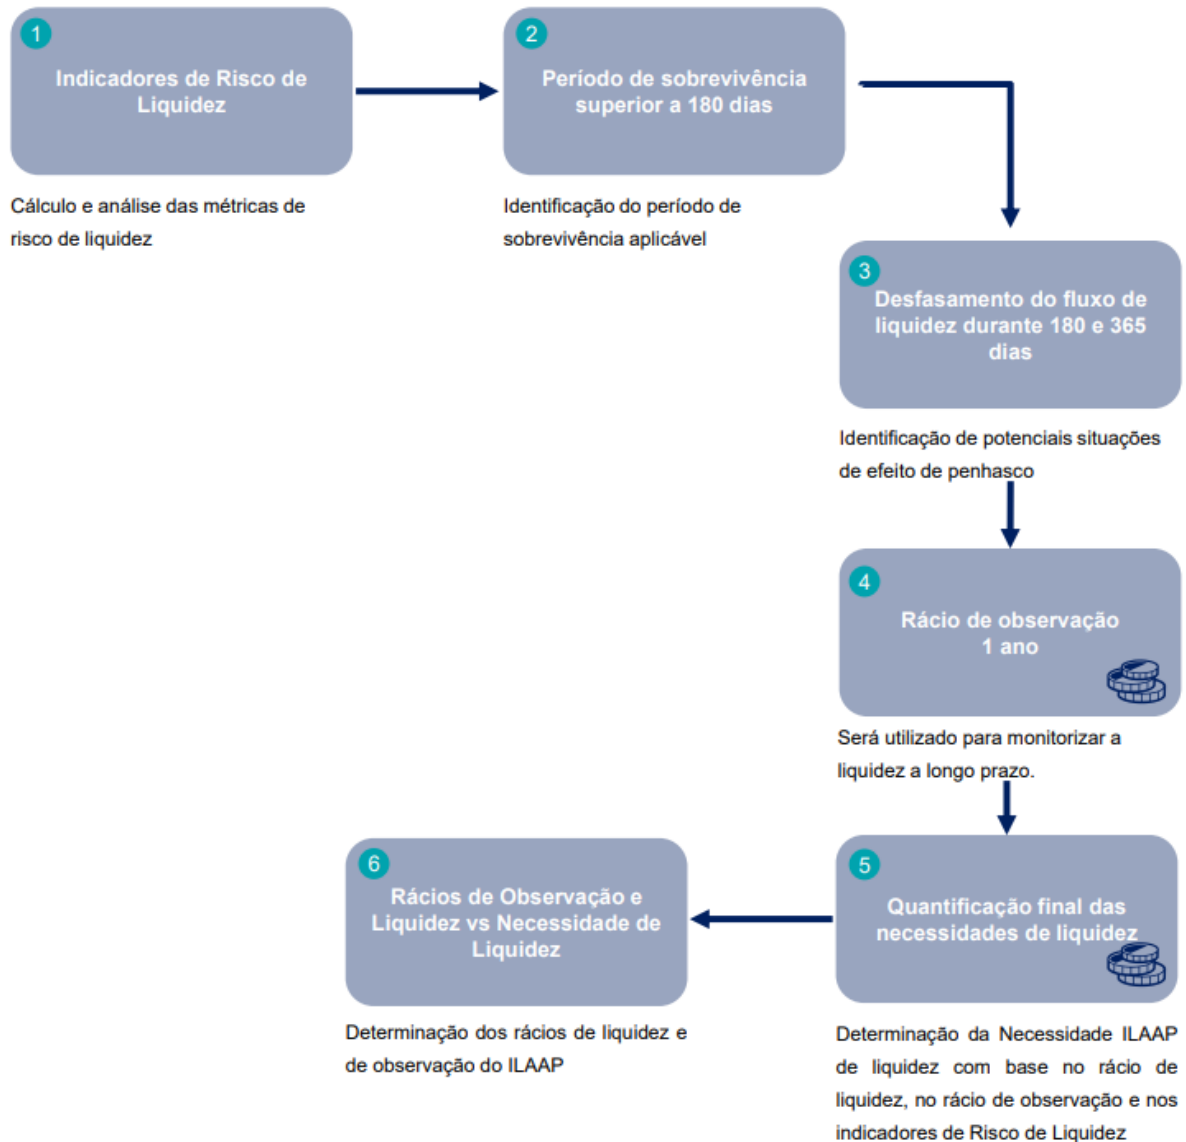 1
Indicadores de Risco de
Liquidez
Cálculo e análise das métricas de
risco de liquidez
2
Período de sobrevivência
superior a 180 dias
Identificação do período de
sobrevivência aplicável
3
Desfasamento do fluxo de
liquidez durante 180 e 365
dias
Identificação de potenciais situações
de efeito de penhasco
4
Rácio de observação
1 ano
Será utilizado para monitorizar a
liquidez a longo prazo.
5
Quantificação final das
necessidades de liquidez
Determinação da Necessidade ILAAP
de liquidez com base no rácio de
liquidez, no rácio de observação e nos
indicadores de Risco de Liquidez
6
Rácios de Observação e
Liquidez vs Necessidade de
Liquidez
Determinação dos rácios de liquidez e
de observação do ILAAP